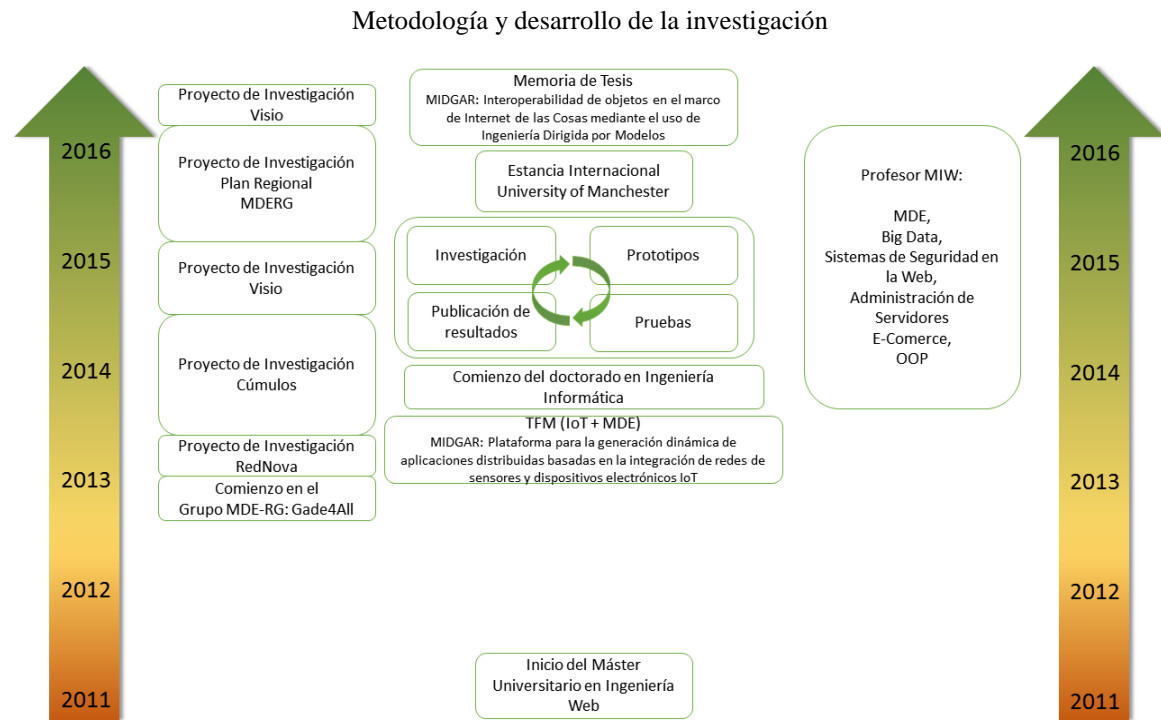 Metodología y desarrollo de la investigación
2016
2015
2014
2013
2012
2011
Proyecto de Investigación
Visio
Proyecto de Investigación
Plan Regional
MDERG
Proyecto de Investigación
Visio
Proyecto de Investigación
Cúmulos
Proyecto de Investigación
RedNova
Comienzo en el
Grupo MDE-RG: Gade4All
Memoria de Tesis
MIDGAR: Interoperabilidad de objetos en el marco
de Internet de las Cosas mediante el uso de
Ingeniería Dirigida por Modelos
Estancia Internacional
University of Manchester
Investigación
Prototipos
Publicación de
resultados
Pruebas
Comienzo del doctorado en Ingeniería
Informática
TFM (IoT + MDE)
MIDGAR: Plataforma para la generación dinámica de
aplicaciones distribuidas basadas en la integración de redes de
sensores y dispositivos electrónicos IoT
Inicio del Máster
Universitario en Ingeniería
Web
Profesor MIW:
MDE,
Big Data,
Sistemas de Seguridad en
la Web,
Administración de
Servidores
E-Comerce,
OOP
2016
2015
2014
2013
2012
2011